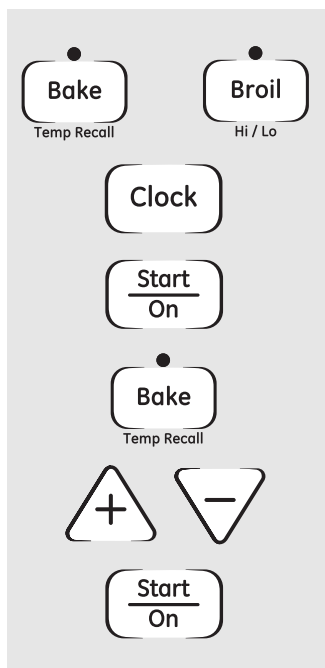 Bake Broil
Temp Recall Hi / Lo
Clock
Start
On
Bake
Temp Recall
+ −
Start
On